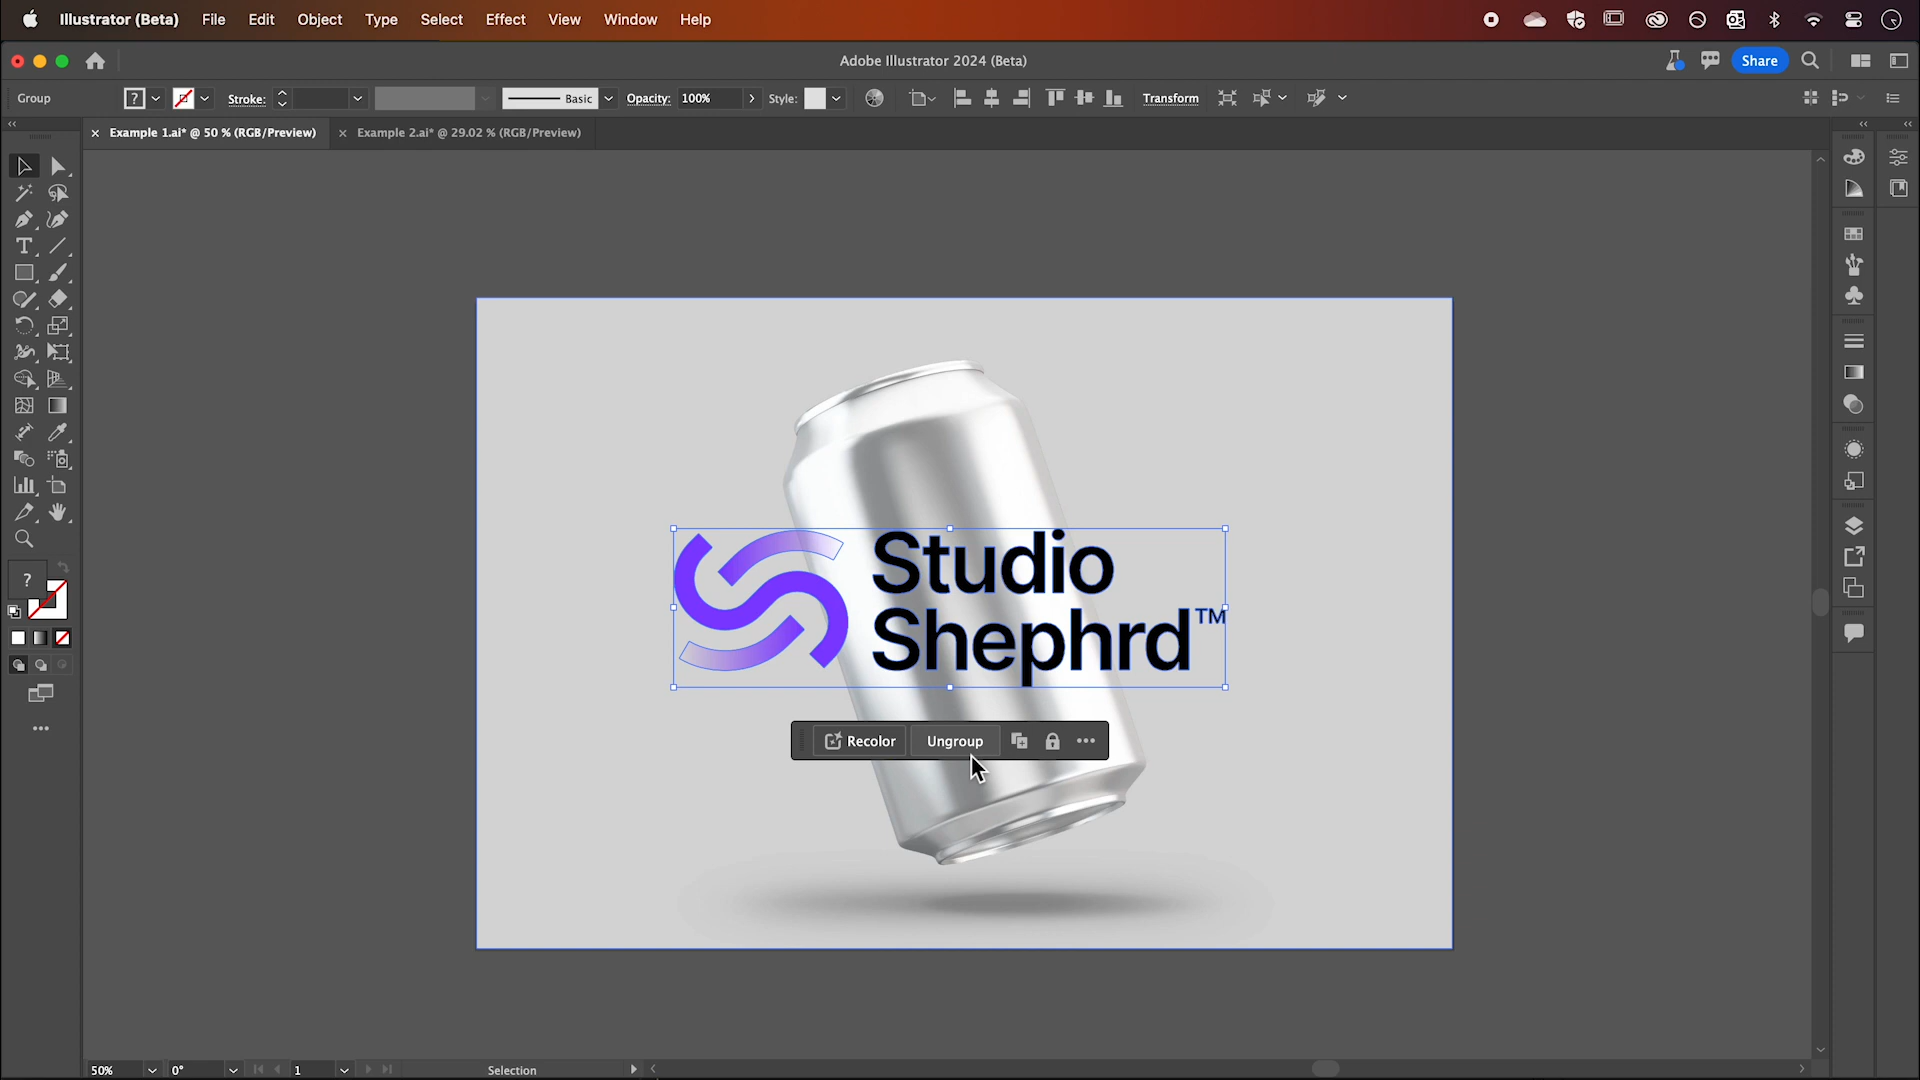 Illustrator (Beta) File Edit Object Type Select Effect View Window Help
Adobe Illustrator 2024 (Beta)
Share
Group
?
Stroke:
Basic
Opacity: 100%
Style:
Transform
Example 1.ai* @ 50 % (RGB/Preview)
Example 2.ai* @ 29.02 % (RGB/Preview)
T
?
Studio
Shephrd™
Recolor
Ungroup
50%
0°
1
Selection